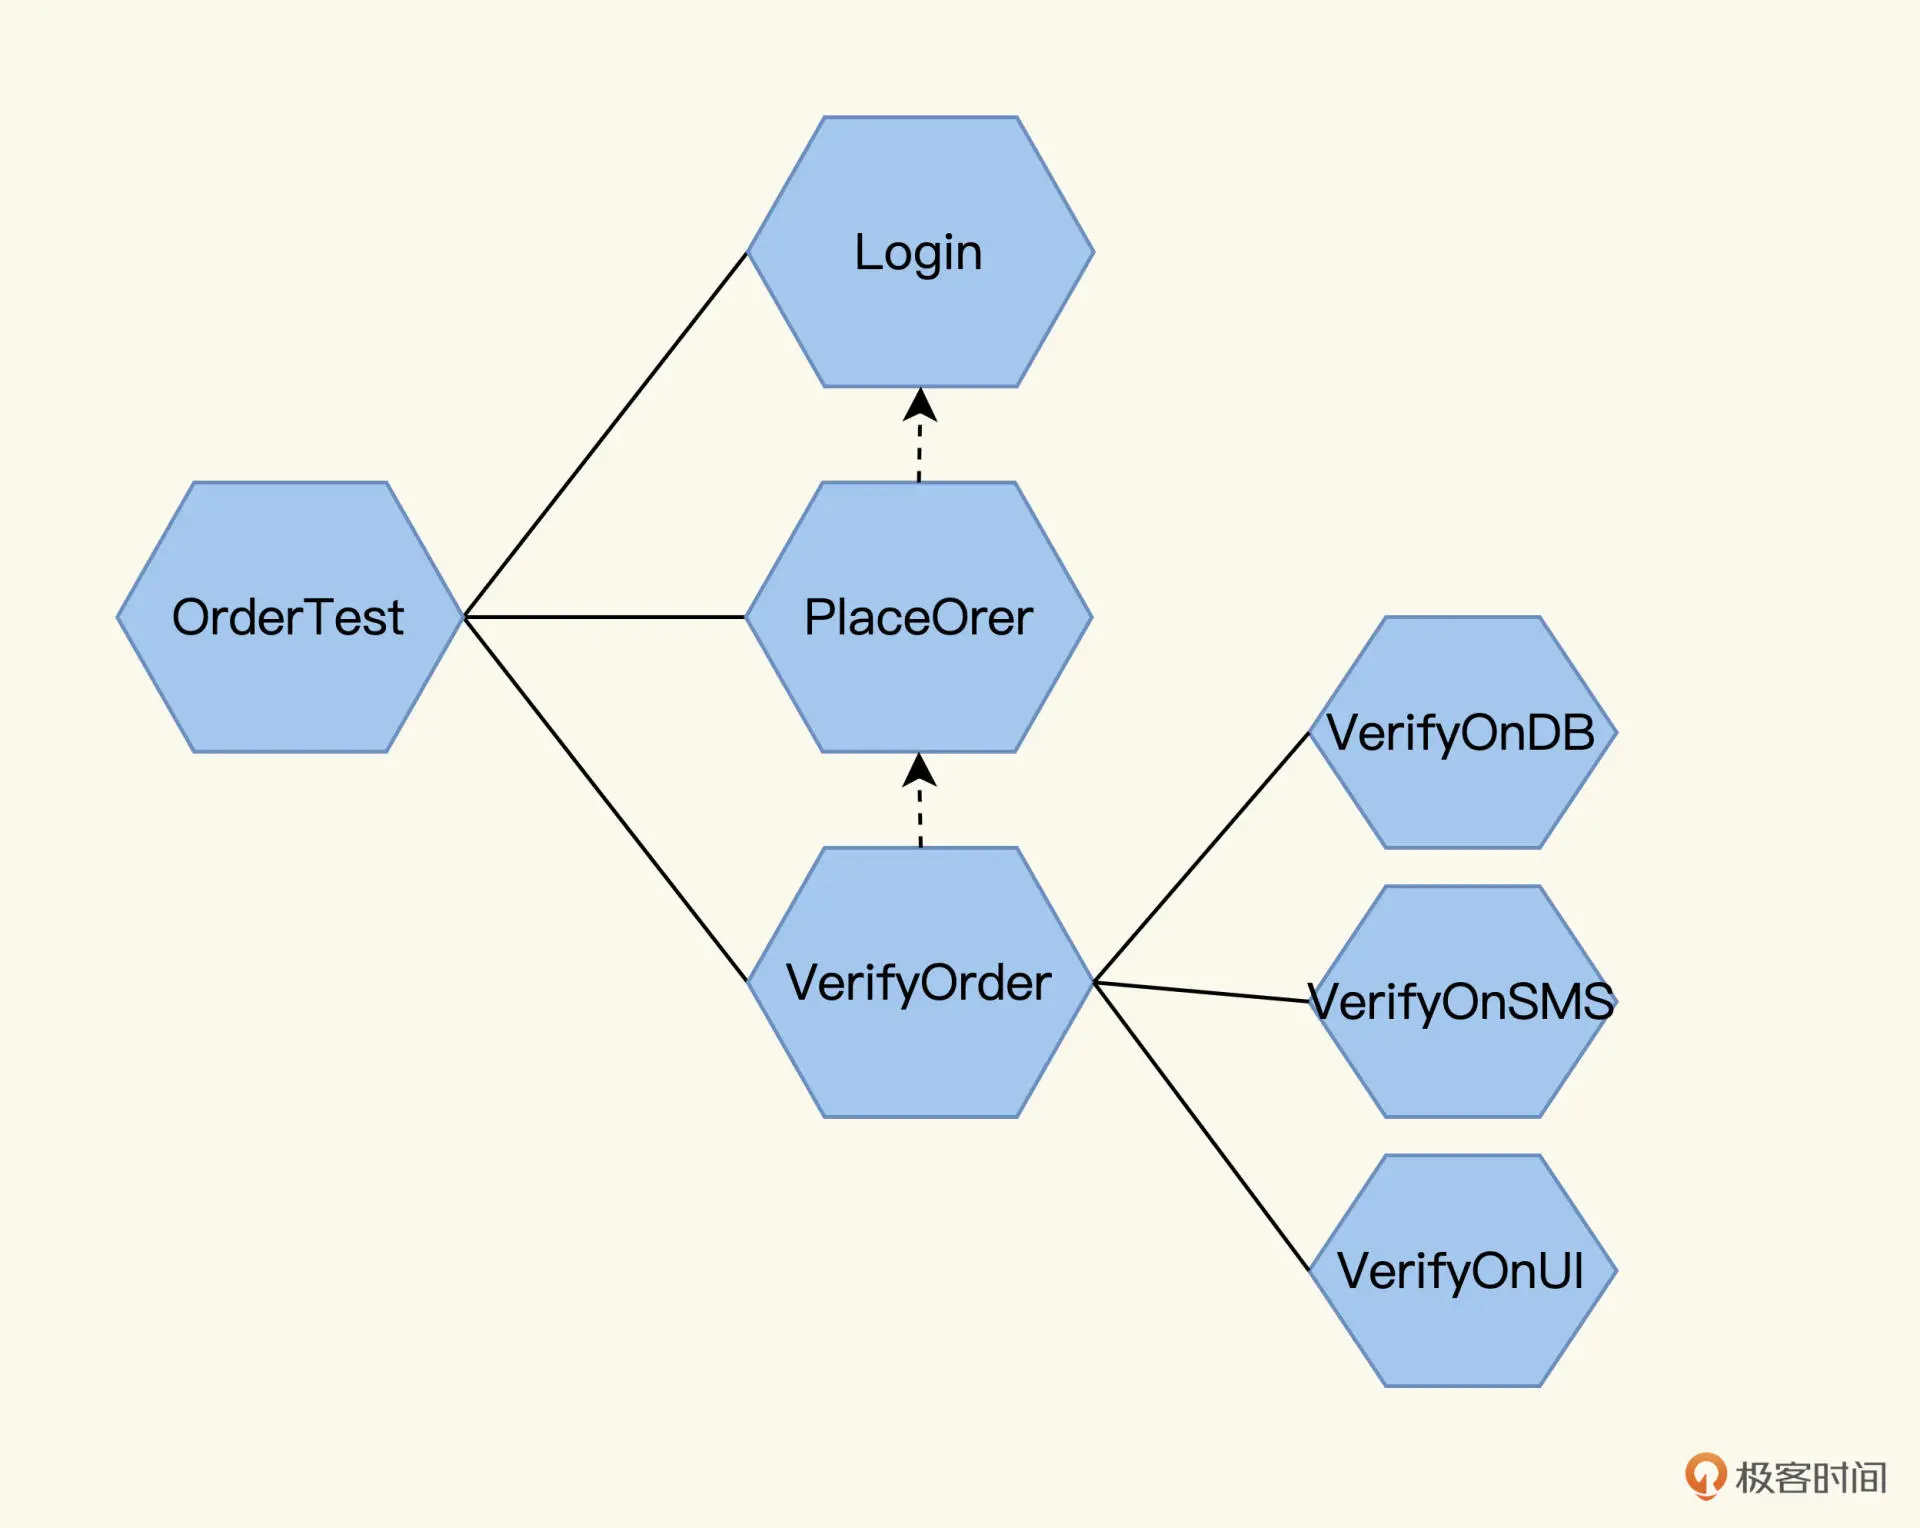 Login
OrderTest
PlaceOrer
VerifyOrder
VerifyOnDB
VerifyOnSMS
VerifyOnUI
极客时间